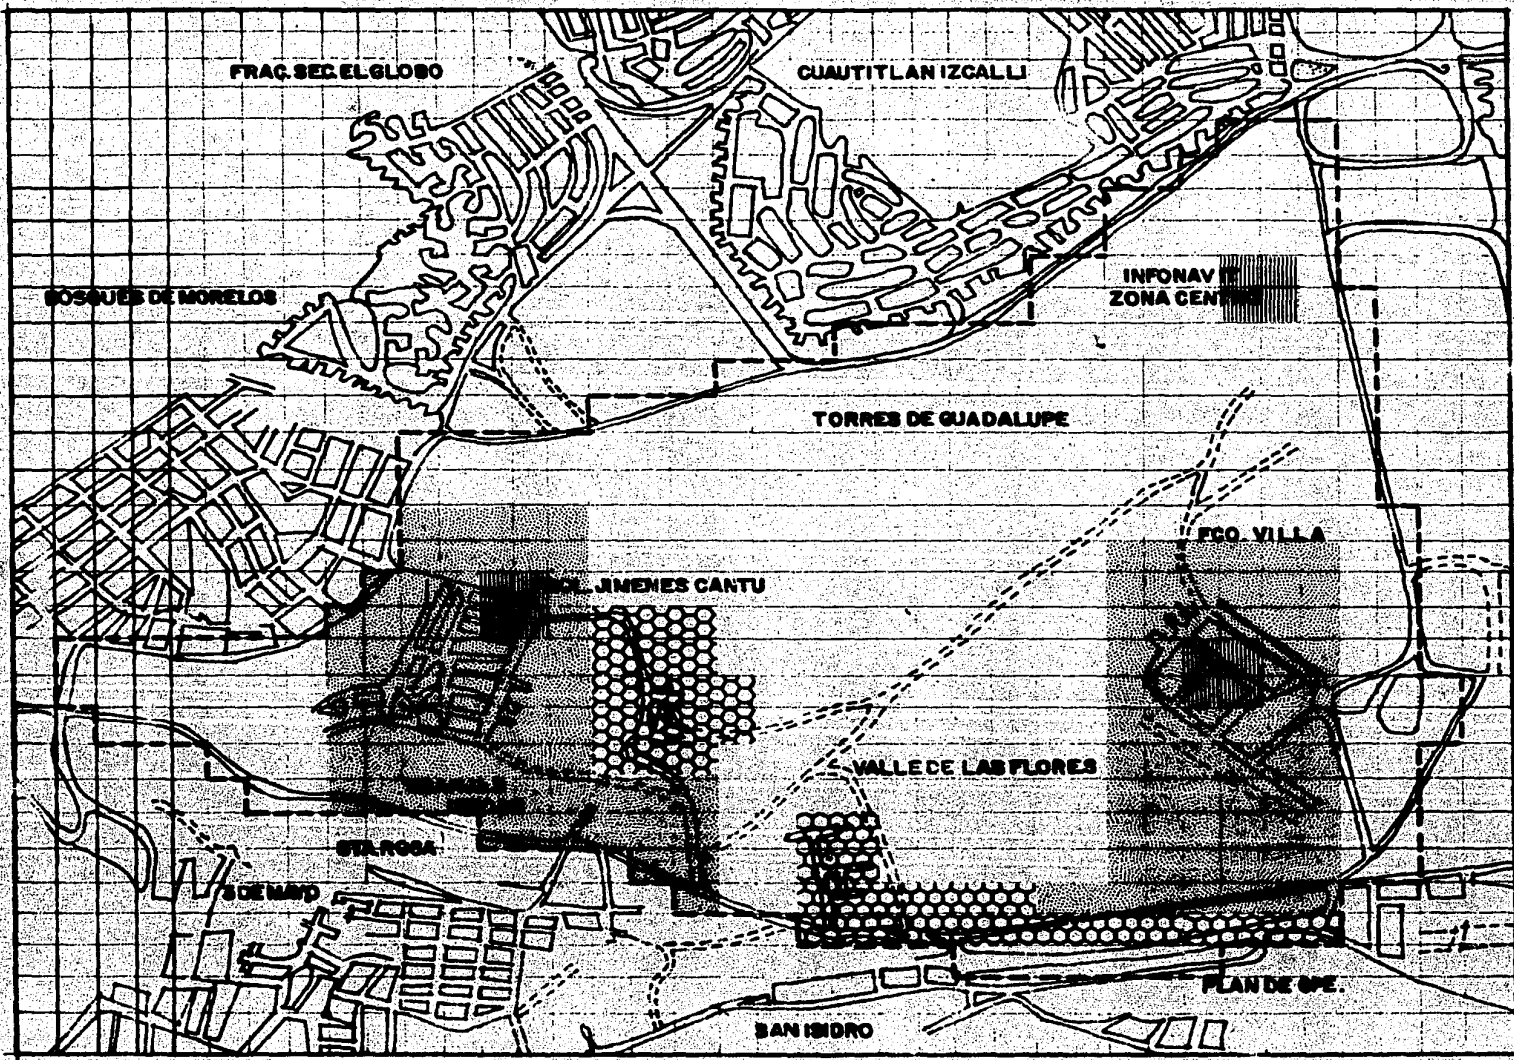 FRAC. SEC. EL GLOBO
CUAUTITLAN IZCALLI
INFONAVIT
ZONA CENTRO
BOSQUES DE MORELOS
TORRES DE GUADALUPE
FCO. VILLA
JIMENES CANTU
VALLE DE LAS FLORES
STA. ROSA
3 DE MAYO
PLAN DE GPE.
SAN ISIDRO